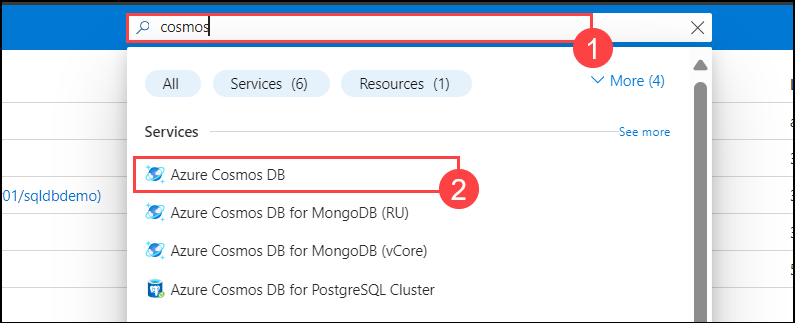 cosmos
1
All
Services (6)
Resources (1)
More (4)
Services
See more
Azure Cosmos DB
2
01/sqldbdemo)
Azure Cosmos DB for MongoDB (RU)
Azure Cosmos DB for MongoDB (vCore)
Azure Cosmos DB for PostgreSQL Cluster